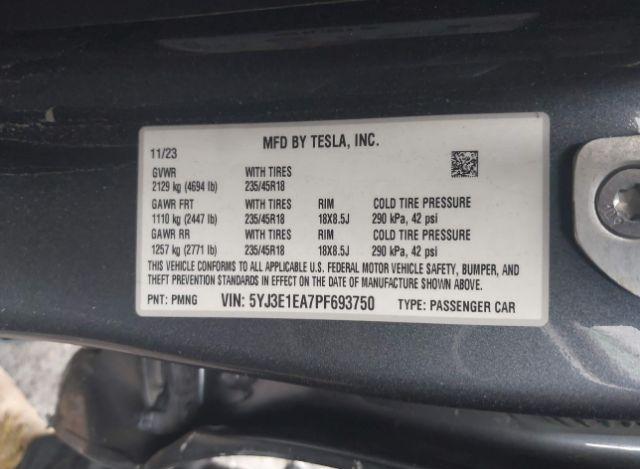 MFD BY TESLA, INC.
11/23
GVWR WITH TIRES
2129 kg (4694 lb) 235/45R18
GAWR FRT WITH TIRES RIM COLD TIRE PRESSURE
1110 kg (2447 lb) 235/45R18 18X8.5J 290 kPa, 42 psi
GAWR RR WITH TIRES RIM COLD TIRE PRESSURE
1257 kg (2771 lb) 235/45R18 18X8.5J 290 kPa, 42 psi
THIS VEHICLE CONFORMS TO ALL APPLICABLE U.S. FEDERAL MOTOR VEHICLE SAFETY, BUMPER, AND
THEFT PREVENTION STANDARDS IN EFFECT ON THE DATE OF MANUFACTURE SHOWN ABOVE.
PNT: PMNG VIN: 5YJ3E1EA7PF693750 TYPE: PASSENGER CAR